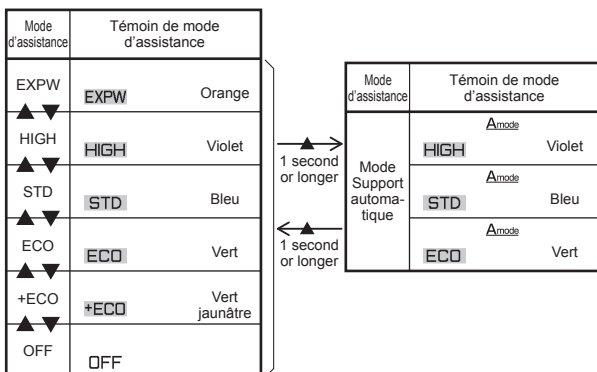 Mode d'assistance
Témoin de mode d'assistance
EXPW
EXPW Orange
▲ ▼
HIGH
HIGH Violet
▲ ▼
STD
STD Bleu
▲ ▼
ECO
ECO Vert
▲ ▼
+ECO
+ECO Vert jaunâtre
▲ ▼
OFF
OFF
▲
1 second
or longer
▲
1 second
or longer
Mode d'assistance
Témoin de mode d'assistance
Mode
Support
automa-
tique
Amode
HIGH Violet
Amode
STD Bleu
Amode
ECO Vert